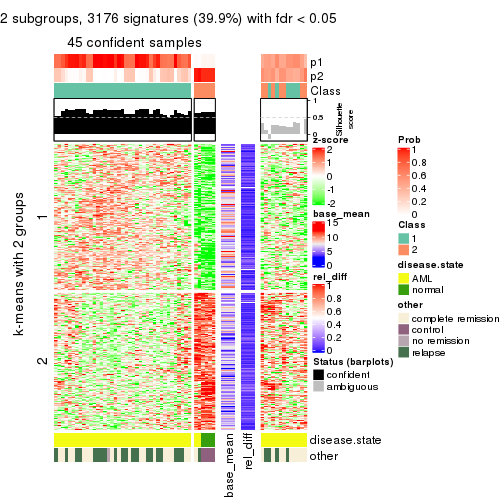 2 subgroups, 3176 signatures (39.9%) with fdr < 0.05
45 confident samples
p1
p2
Class
1
0.5
0
Silhouette
score
k-means with 2 groups
1
2
z-score
2
1
0
-1
-2
base_mean
15
10
5
0
rel_diff
1
0.8
0.6
0.4
0.2
0
Status (barplots)
confident
ambiguous
Prob
1
0.8
0.6
0.4
0.2
0
Class
1
2
disease.state
AML
normal
other
complete remission
control
no remission
relapse
disease.state
other
base_mean
rel_diff